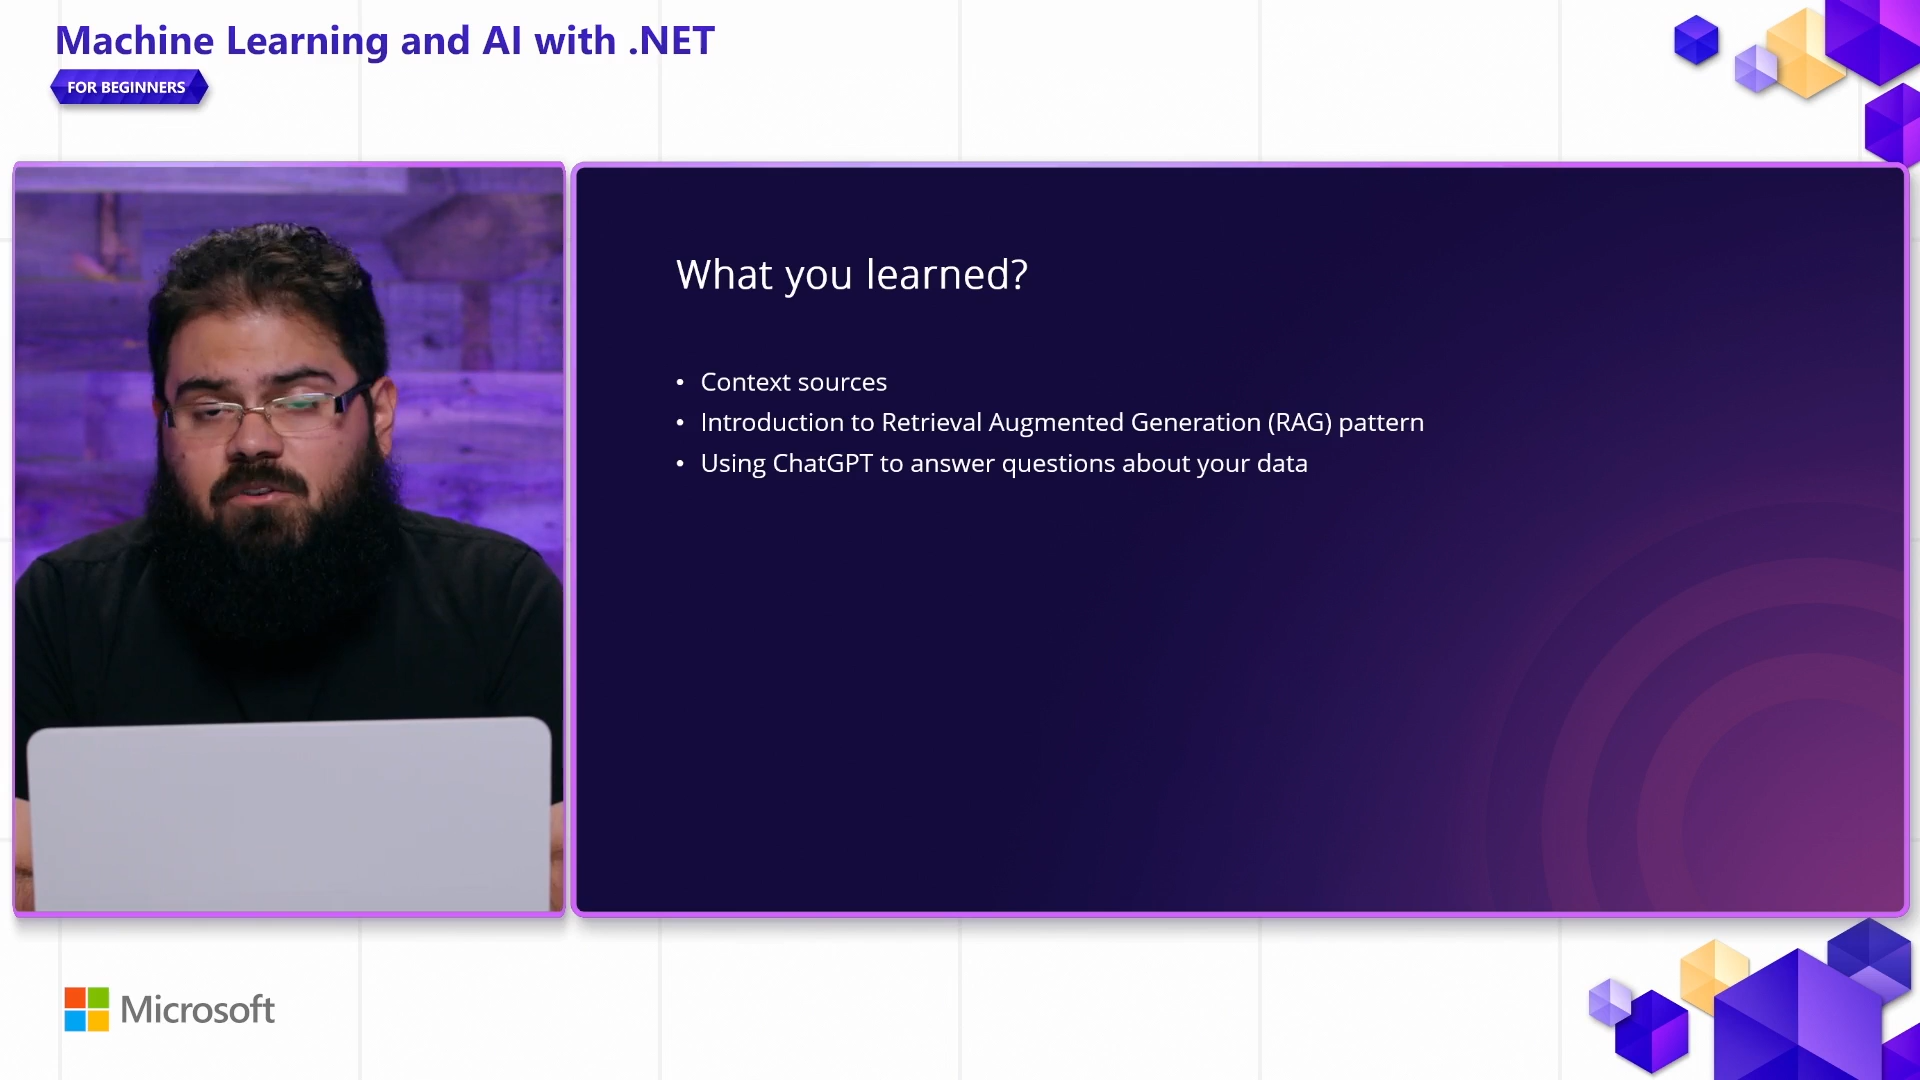 Machine Learning and AI with .NET
FOR BEGINNERS
What you learned?
• Context sources
• Introduction to Retrieval Augmented Generation (RAG) pattern
• Using ChatGPT to answer questions about your data
Microsoft